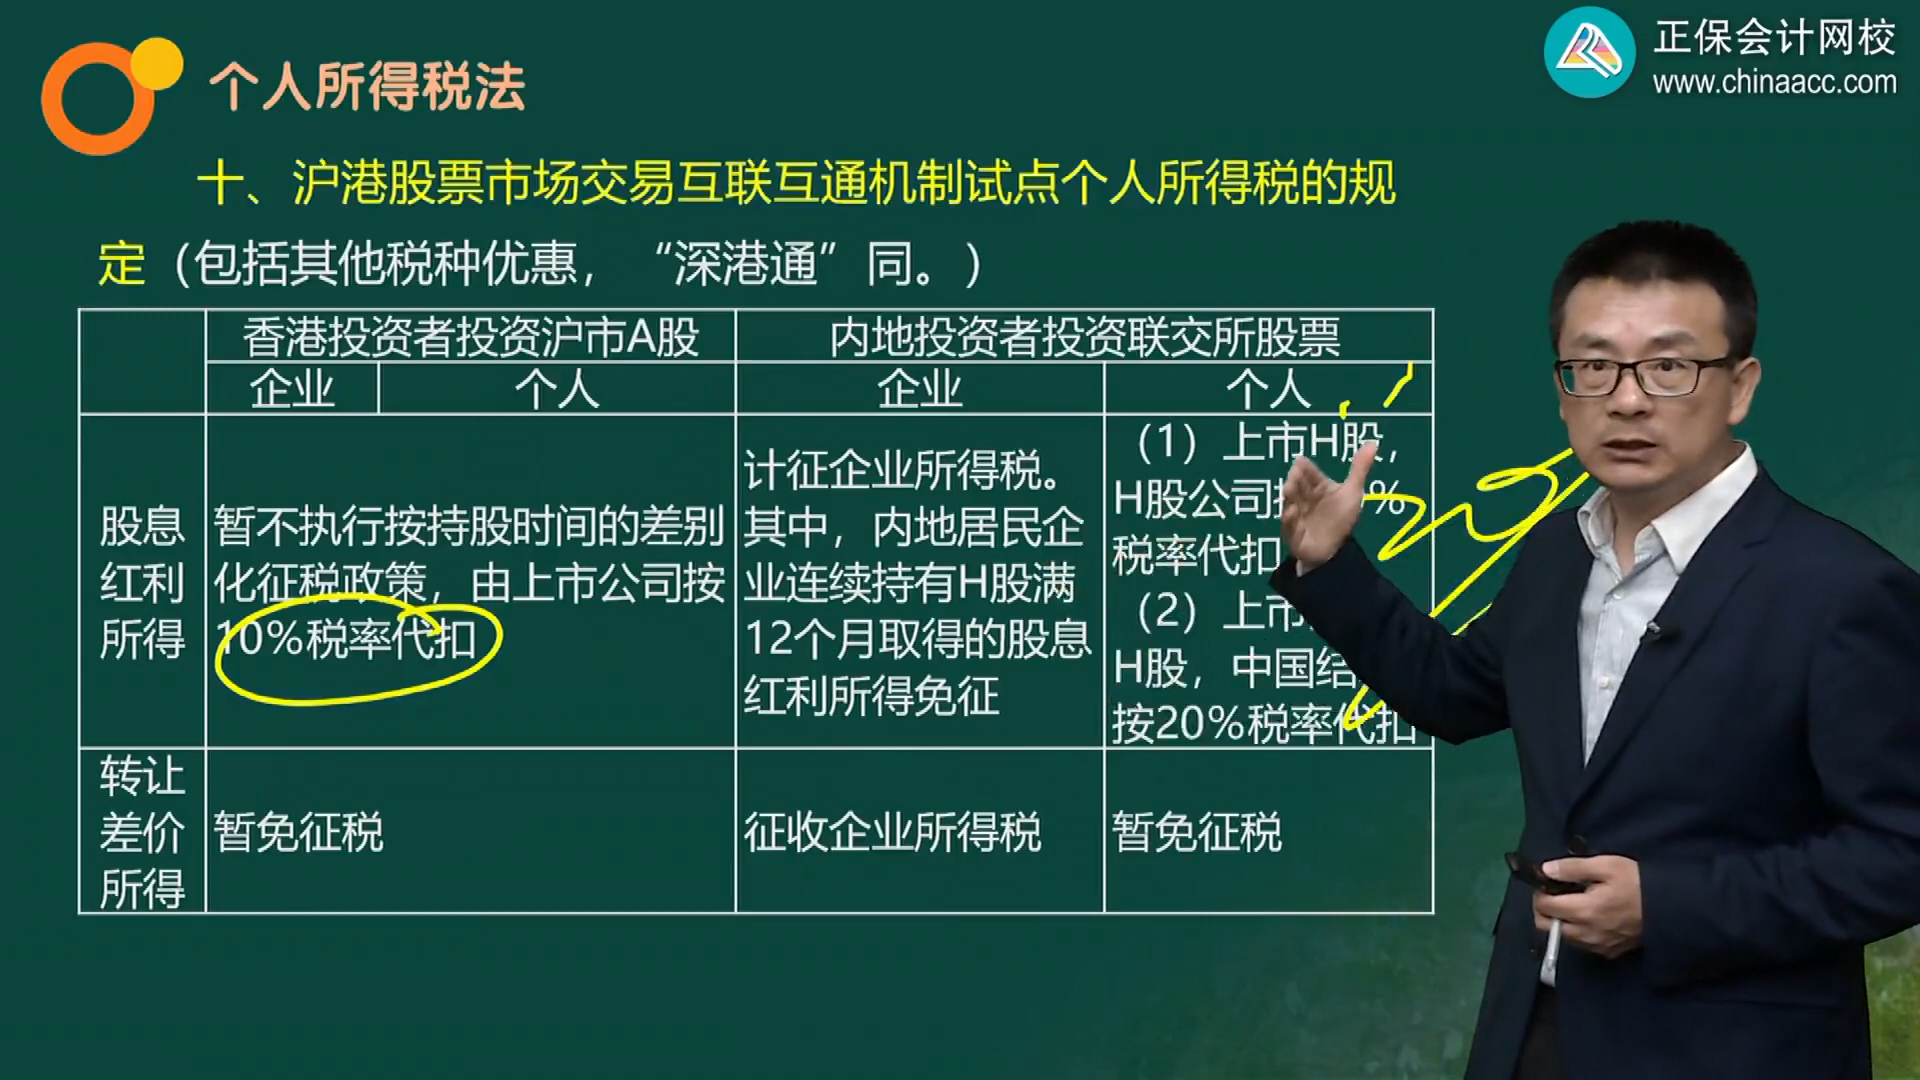 正保会计网校
www.chinaacc.com
个人所得税法
十、沪港股票市场交易互联互通机制试点个人所得税的规
定（包括其他税种优惠，“深港通”同。）
香港投资者投资沪市A股
内地投资者投资联交所股票
企业
个人
企业
个人
股息
红利
所得
暂不执行按持股时间的差别
化征税政策，由上市公司按
10%税率代扣
计征企业所得税。
其中，内地居民企
业连续持有H股满
12个月取得的股息
红利所得免征
（1）上市H股，
H股公司 %
税率代扣
（2）上市
H股，中国结
按20%税率代扣
转让
差价
所得
暂免征税
征收企业所得税
暂免征税